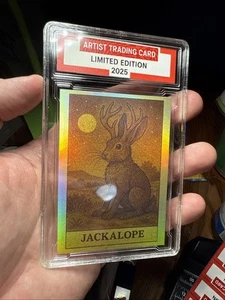 ARTIST TRADING CARD
LIMITED EDITION
2025
JACKALOPE